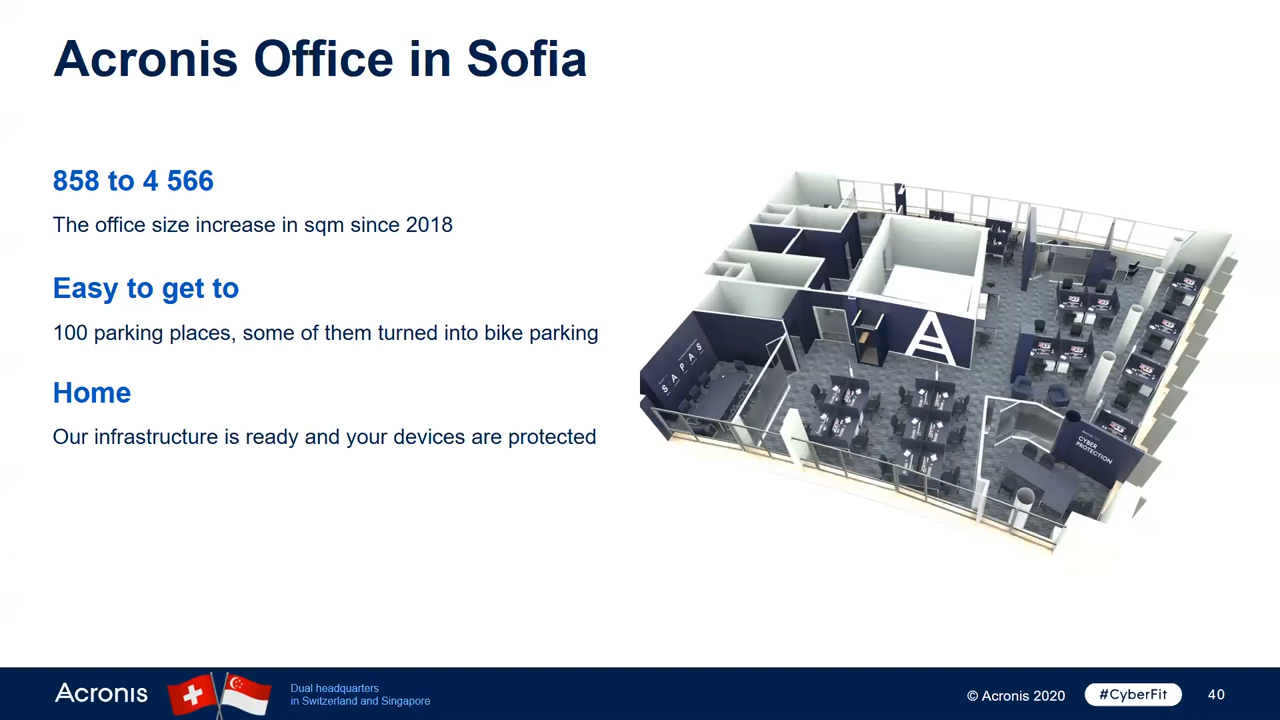 Acronis Office in Sofia
858 to 4 566
The office size increase in sqm since 2018
Easy to get to
100 parking places, some of them turned into bike parking
Home
Our infrastructure is ready and your devices are protected
SAPAS
A
CYBER
PROTECTION
Acronis
Dual headquarters
in Switzerland and Singapore
© Acronis 2020
#CyberFit
40